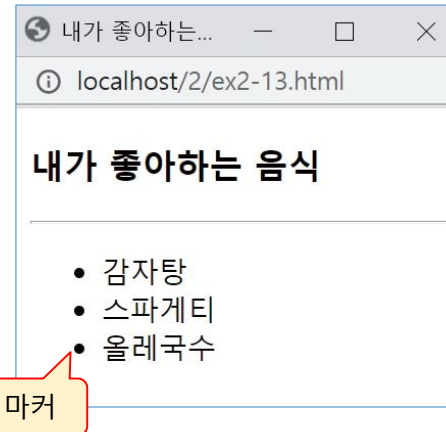 내가 좋아하는...
localhost/2/ex2-13.html
내가 좋아하는 음식
감자탕
스파게티
올레국수
마커